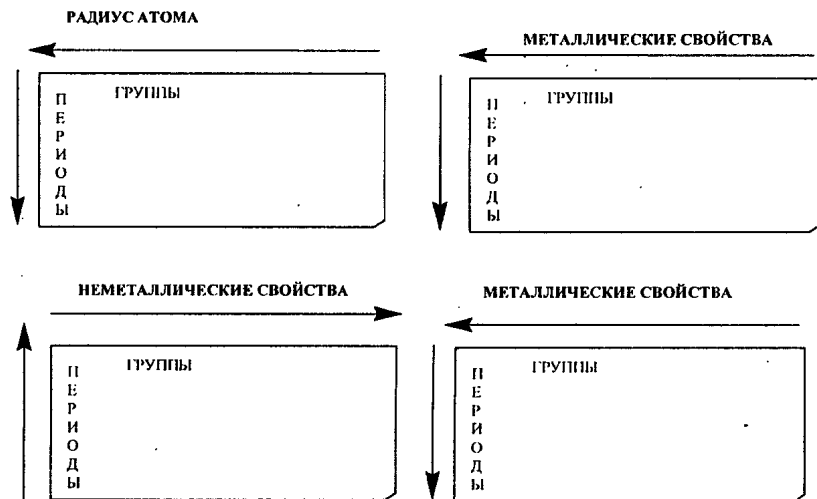 РАДИУС АТОМА
ГРУППЫ
П
Е
Р
И
О
Д
Ы
МЕТАЛЛИЧЕСКИЕ СВОЙСТВА
ГРУППЫ
П
Е
Р
И
О
Д
Ы
НЕМЕТАЛЛИЧЕСКИЕ СВОЙСТВА
ГРУППЫ
П
Е
Р
И
О
Д
Ы
МЕТАЛЛИЧЕСКИЕ СВОЙСТВА
ГРУППЫ
П
Е
Р
И
О
Д
Ы